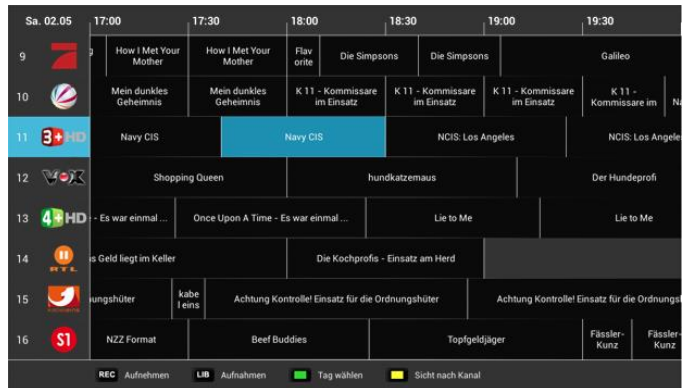 Sa. 02.05 17:00 17:30 18:00 18:30 19:00 19:30
9 How I Met Your Mother How I Met Your Mother Flav orite Die Simpsons Die Simpsons Galileo
10 Mein dunkles Geheimnis Mein dunkles Geheimnis K 11 - Kommissare im Einsatz K 11 - Kommissare im Einsatz K 11 - Kommissare im Einsatz K 11 - Kommissare im
11 3+ HD Navy CIS Navy CIS NCIS: Los Angeles NCIS: Los Angele
12 VOX Shopping Queen hundkatzemaus Der Hundeprofi
13 4+ HD - Es war einmal ... Once Upon A Time - Es war einmal ... Lie to Me Lie to Me
14 RTL s Geld liegt im Keller Die Kochprofis - Einsatz am Herd
15 ungshüter kabe l eins Achtung Kontrolle! Einsatz für die Ordnungshüter Achtung Kontrolle! Einsatz für die Ordnungs
16 S1 NZZ Format Beef Buddies Topfgeldjäger Fässler-Kunz Fässler-Kunz
REC Aufnehmen LIB Aufnahmen Tag wählen Sicht nach Kanal